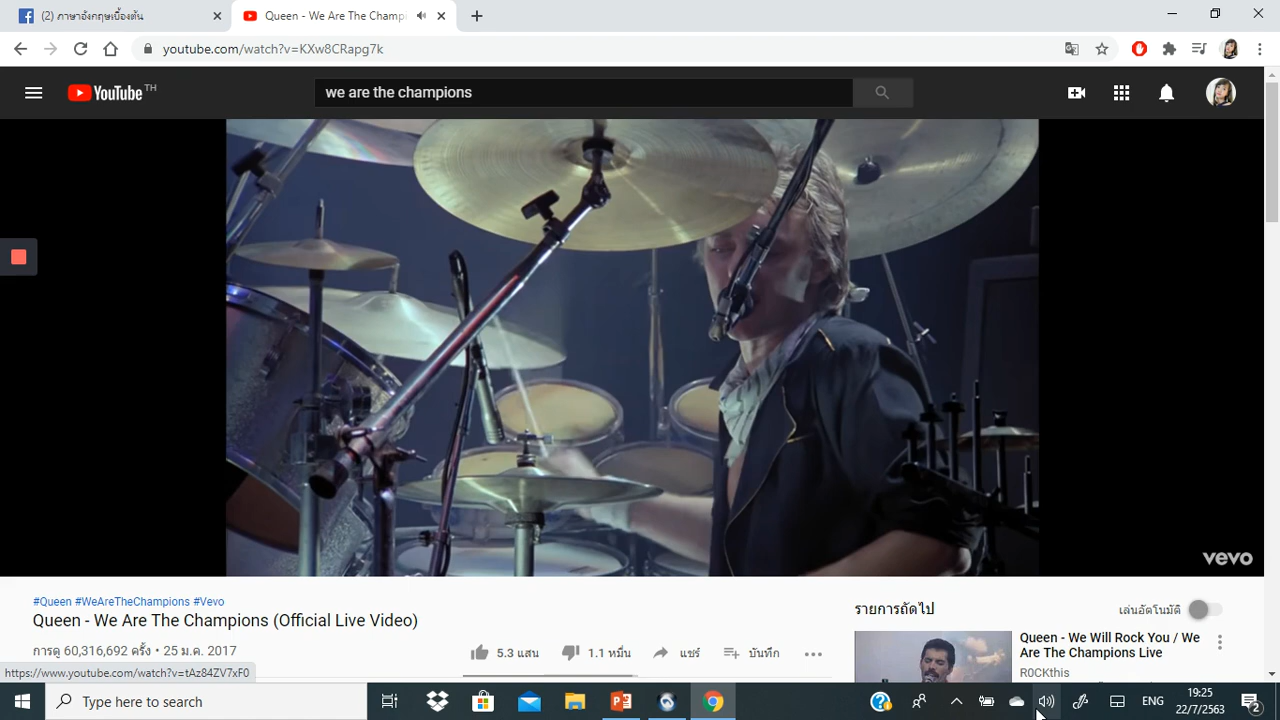 (2) ภาษาอังกฤษเบื้องต้น
Queen - We Are The Champ
youtube.com/watch?v=KXw8CRapg7k
YouTube TH
we are the champions
vevo
#Queen #WeAreTheChampions #Vevo
Queen - We Are The Champions (Official Live Video)
การดู 60,316,692 ครั้ง • 25 ม.ค. 2017
5.3 แสน
1.1 หมื่น
แชร์
บันทึก
รายการถัดไป
เล่นอัตโนมัติ
Queen - We Will Rock You / We
Are The Champions Live
R0CKthis
https://www.youtube.com/watch?v=tAz84ZV7xF0
Type here to search
ENG
19:25
22/7/2563
2